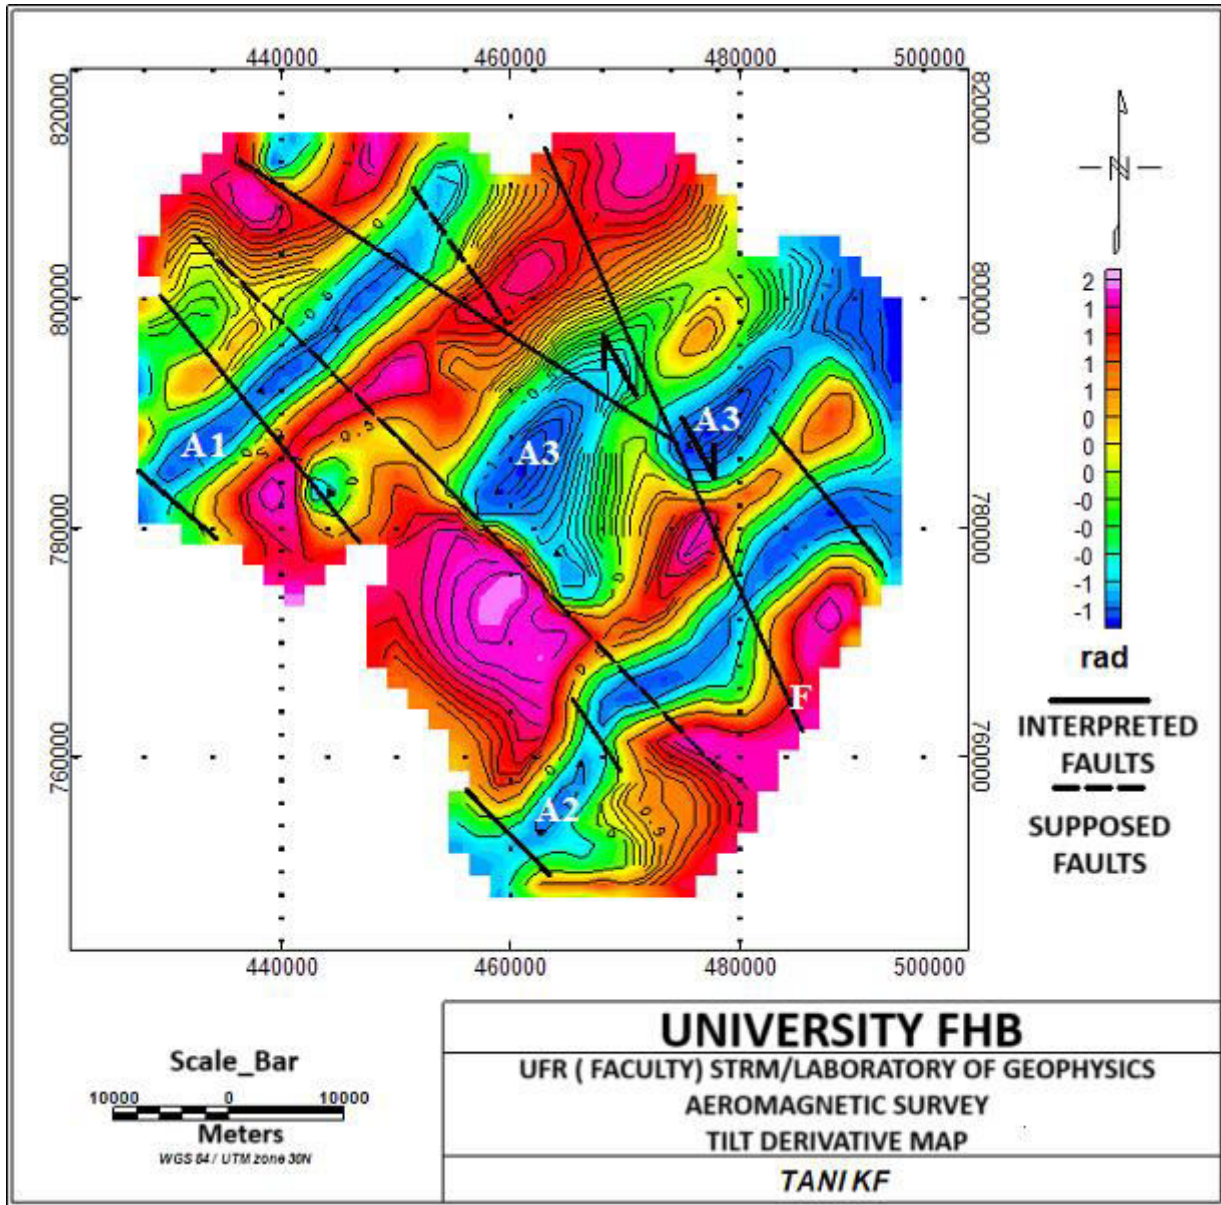 440000 460000 480000 500000
820000 820000
800000 800000
780000 780000
760000 760000
N
A1
A3
A3
A2
F
2
1
1
1
1
0
0
0
-0
-0
-0
-1
-1
rad
INTERPRETED
FAULTS
SUPPOSED
FAULTS
440000 460000 480000 500000
Scale_Bar
10000 0 10000
Meters
WGS 84 / UTM zone 30N
UNIVERSITY FHB
UFR ( FACULTY) STRM/LABORATORY OF GEOPHYSICS
AEROMAGNETIC SURVEY
TILT DERIVATIVE MAP
TANI KF